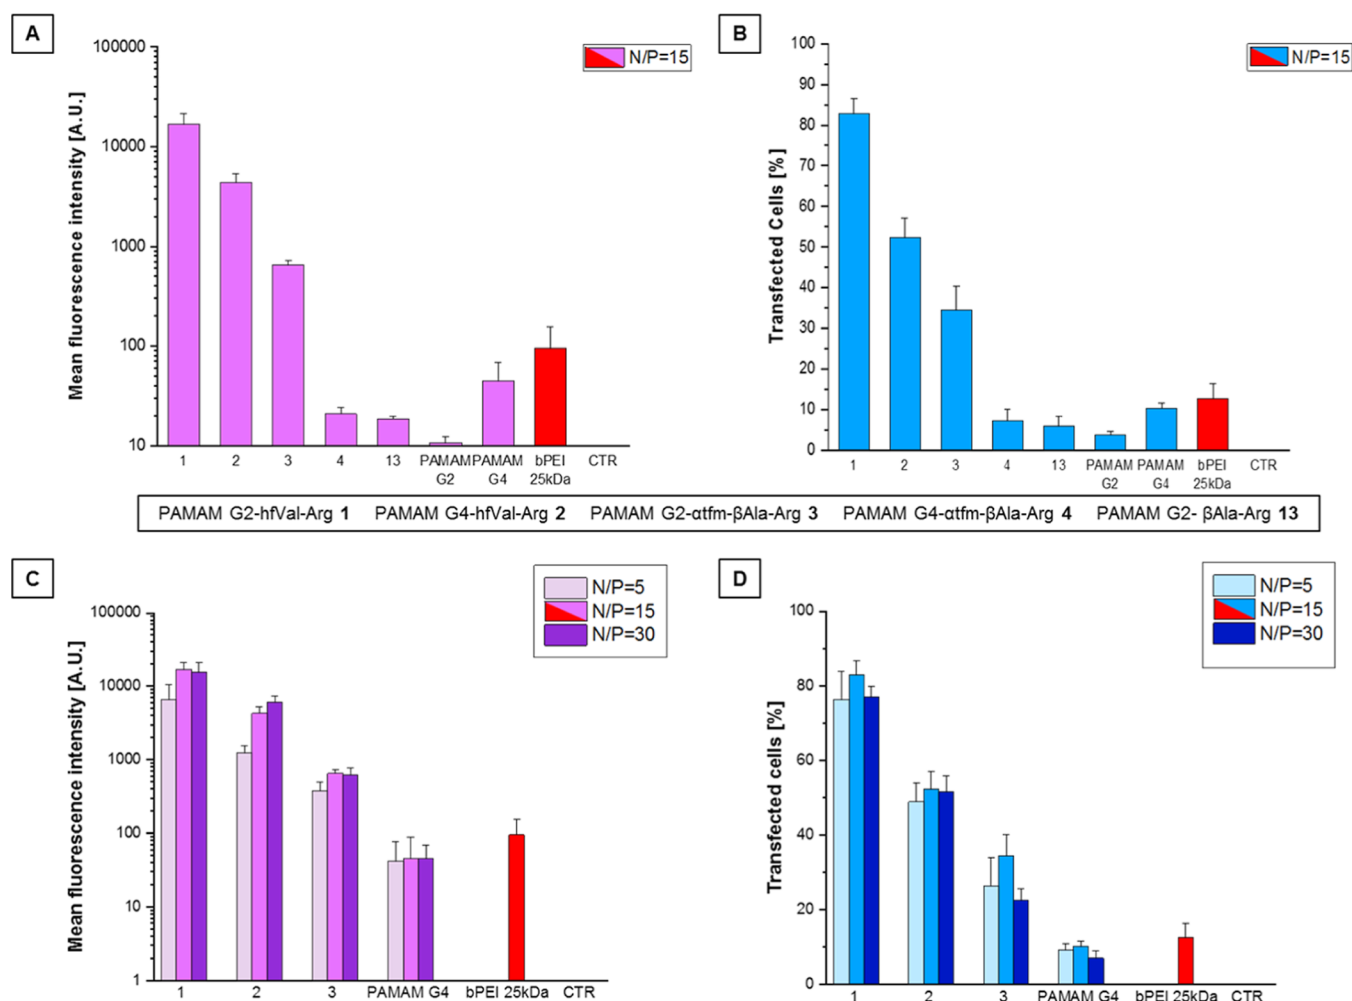 A
B
Mean fluorescence intensity [A.U.]
100000
10000
1000
100
10
N/P=15
1 2 3 4 13 PAMAM G2 PAMAM G4 bPEI 25kDa CTR
Transfected Cells [%]
100
90
80
70
60
50
40
30
20
10
0
N/P=15
1 2 3 4 13 PAMAM G2 PAMAM G4 bPEI 25kDa CTR
PAMAM G2-hfVal-Arg 1 PAMAM G4-hfVal-Arg 2 PAMAM G2-αtfm-βAla-Arg 3 PAMAM G4-αtfm-βAla-Arg 4 PAMAM G2- βAla-Arg 13
C
D
Mean fluorescence intensity [A.U.]
100000
10000
1000
100
10
1
N/P=5
N/P=15
N/P=30
1 2 3 PAMAM G4 bPEI 25kDa CTR
Transfected cells [%]
100
80
60
40
20
0
N/P=5
N/P=15
N/P=30
1 2 3 PAMAM G4 bPEI 25kDa CTR